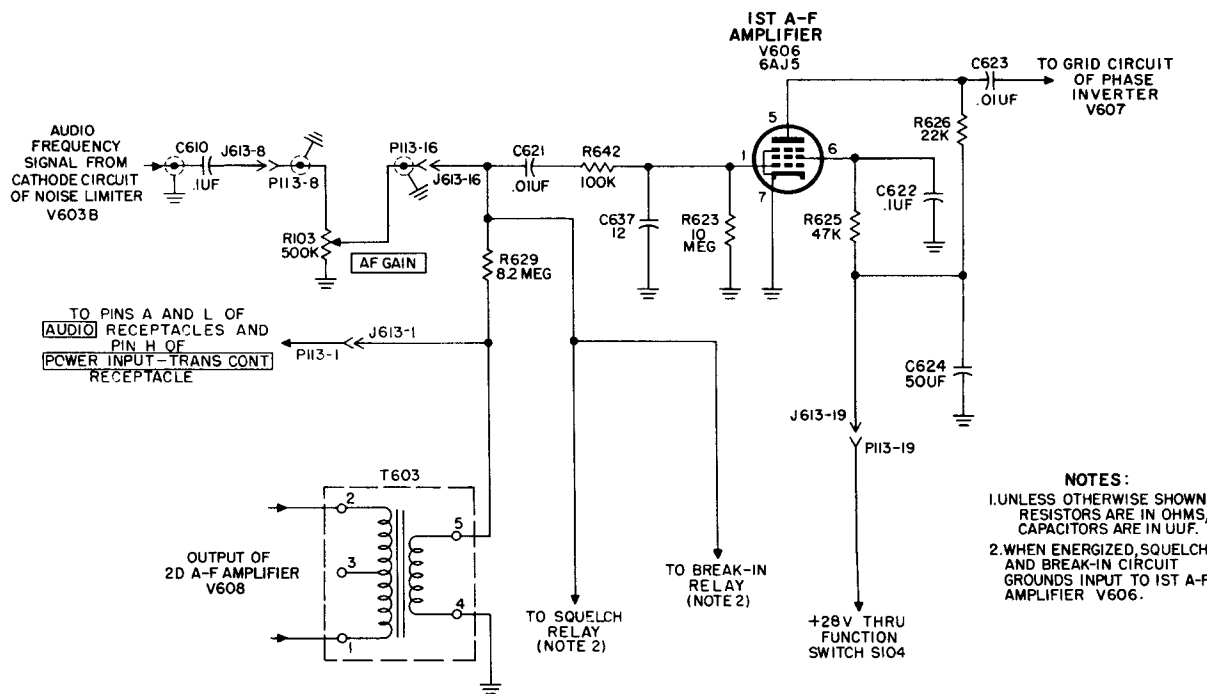 1ST A-F
AMPLIFIER
V606
6AJ5
C623
.01UF
TO GRID CIRCUIT
OF PHASE
INVERTER
V607
AUDIO
FREQUENCY
SIGNAL FROM
CATHODE CIRCUIT
OF NOISE LIMITER
V603B
C610
.1UF
J613-8
P113-8
P113-16
J613-16
C621
.01UF
R642
100K
1
5
6
7
R626
22K
C622
.1UF
R625
47K
R103
500K
AF GAIN
C637
12
R623
10
MEG
R629
8.2 MEG
TO PINS A AND L OF
AUDIO RECEPTACLES AND
PIN H OF
POWER INPUT-TRANS CONT
RECEPTACLE
J613-1
P113-1
C624
50UF
J613-19
P113-19
T603
2
3
1
5
4
OUTPUT OF
2D A-F AMPLIFIER
V608
TO SQUELCH
RELAY
(NOTE 2)
TO BREAK-IN
RELAY
(NOTE 2)
+28V THRU
FUNCTION
SWITCH S104
NOTES:
1.UNLESS OTHERWISE SHOWN,
RESISTORS ARE IN OHMS,
CAPACITORS ARE IN UUF.
2.WHEN ENERGIZED,SQUELCH
AND BREAK-IN CIRCUIT
GROUNDS INPUT TO 1ST A-F
AMPLIFIER V606.